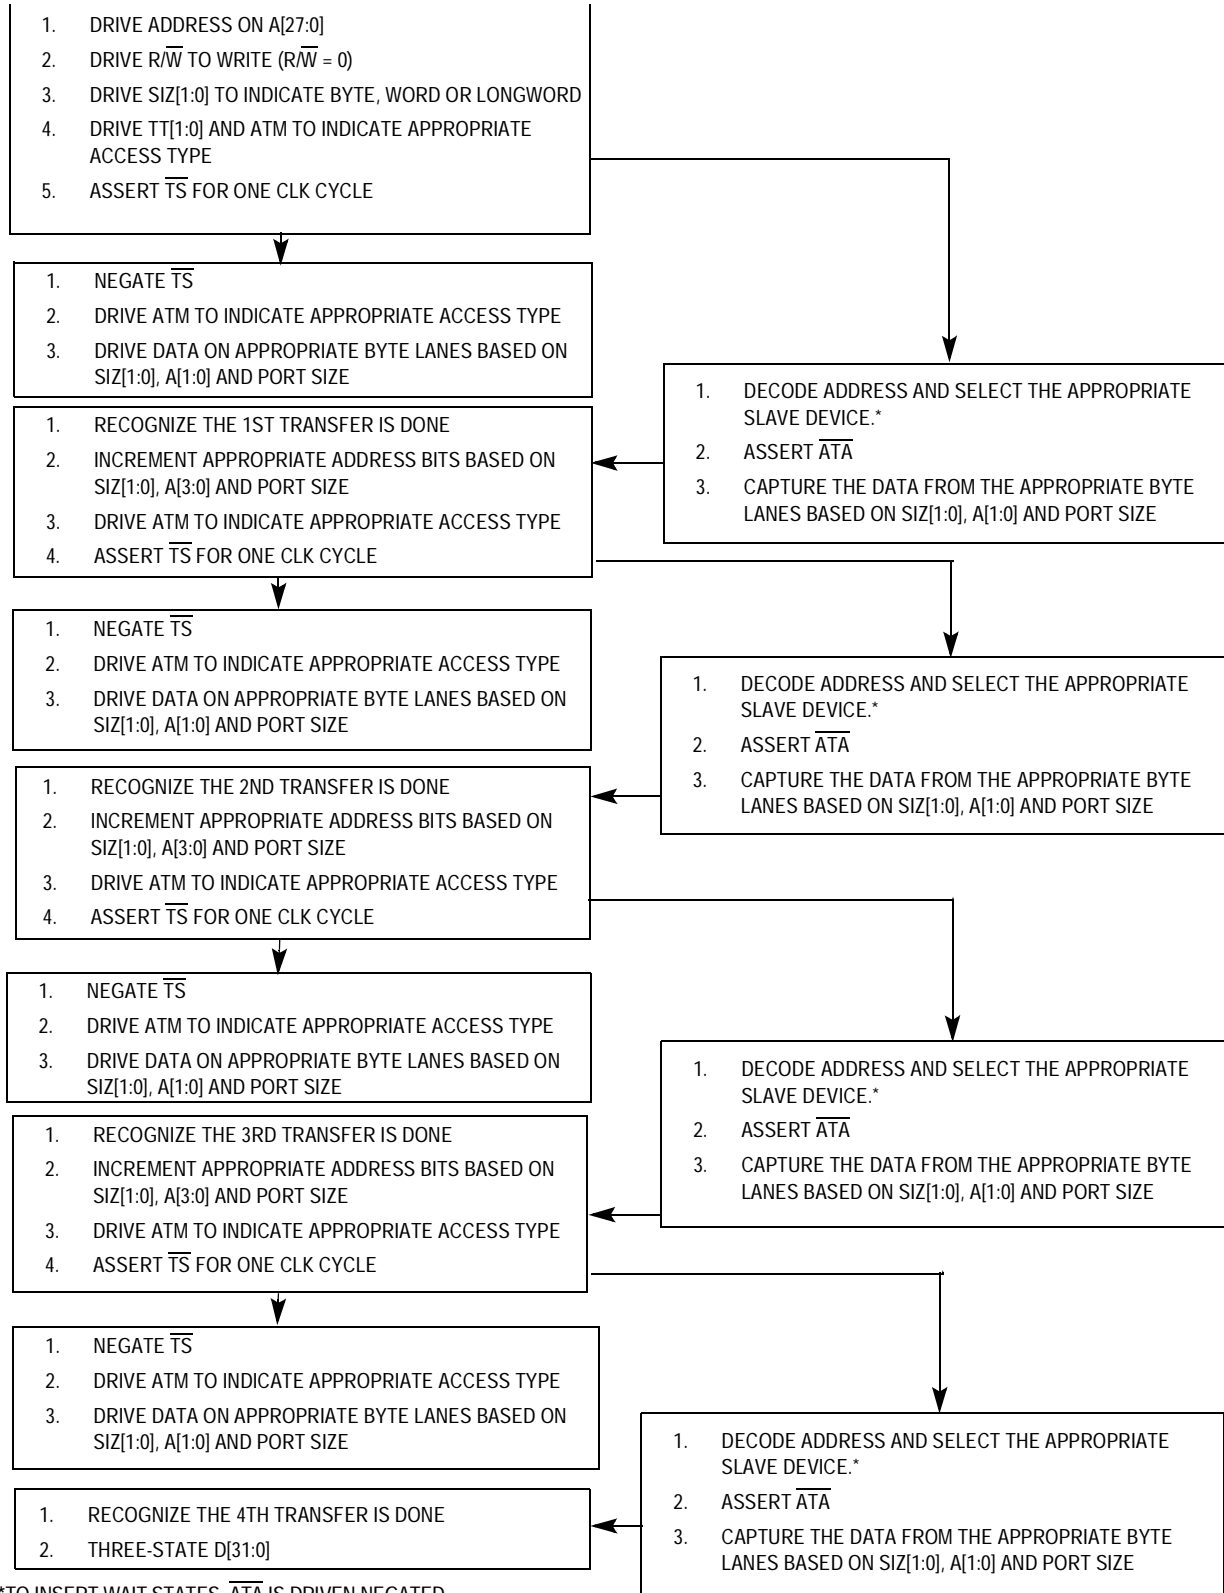 1. DRIVE ADDRESS ON A[27:0]
2. DRIVE R/W̅ TO WRITE (R/W̅ = 0)
3. DRIVE SIZ[1:0] TO INDICATE BYTE, WORD OR LONGWORD
4. DRIVE TT[1:0] AND ATM TO INDICATE APPROPRIATE
ACCESS TYPE
5. ASSERT T̅S̅ FOR ONE CLK CYCLE
1. NEGATE T̅S̅
2. DRIVE ATM TO INDICATE APPROPRIATE ACCESS TYPE
3. DRIVE DATA ON APPROPRIATE BYTE LANES BASED ON
SIZ[1:0], A[1:0] AND PORT SIZE
1. DECODE ADDRESS AND SELECT THE APPROPRIATE
SLAVE DEVICE.*
2. ASSERT A̅T̅A̅
3. CAPTURE THE DATA FROM THE APPROPRIATE BYTE
LANES BASED ON SIZ[1:0], A[1:0] AND PORT SIZE
1. RECOGNIZE THE 1ST TRANSFER IS DONE
2. INCREMENT APPROPRIATE ADDRESS BITS BASED ON
SIZ[1:0], A[3:0] AND PORT SIZE
3. DRIVE ATM TO INDICATE APPROPRIATE ACCESS TYPE
4. ASSERT T̅S̅ FOR ONE CLK CYCLE
1. NEGATE T̅S̅
2. DRIVE ATM TO INDICATE APPROPRIATE ACCESS TYPE
3. DRIVE DATA ON APPROPRIATE BYTE LANES BASED ON
SIZ[1:0], A[1:0] AND PORT SIZE
1. DECODE ADDRESS AND SELECT THE APPROPRIATE
SLAVE DEVICE.*
2. ASSERT A̅T̅A̅
3. CAPTURE THE DATA FROM THE APPROPRIATE BYTE
LANES BASED ON SIZ[1:0], A[1:0] AND PORT SIZE
1. RECOGNIZE THE 2ND TRANSFER IS DONE
2. INCREMENT APPROPRIATE ADDRESS BITS BASED ON
SIZ[1:0], A[3:0] AND PORT SIZE
3. DRIVE ATM TO INDICATE APPROPRIATE ACCESS TYPE
4. ASSERT T̅S̅ FOR ONE CLK CYCLE
1. NEGATE T̅S̅
2. DRIVE ATM TO INDICATE APPROPRIATE ACCESS TYPE
3. DRIVE DATA ON APPROPRIATE BYTE LANES BASED ON
SIZ[1:0], A[1:0] AND PORT SIZE
1. DECODE ADDRESS AND SELECT THE APPROPRIATE
SLAVE DEVICE.*
2. ASSERT A̅T̅A̅
3. CAPTURE THE DATA FROM THE APPROPRIATE BYTE
LANES BASED ON SIZ[1:0], A[1:0] AND PORT SIZE
1. RECOGNIZE THE 3RD TRANSFER IS DONE
2. INCREMENT APPROPRIATE ADDRESS BITS BASED ON
SIZ[1:0], A[3:0] AND PORT SIZE
3. DRIVE ATM TO INDICATE APPROPRIATE ACCESS TYPE
4. ASSERT T̅S̅ FOR ONE CLK CYCLE
1. NEGATE T̅S̅
2. DRIVE ATM TO INDICATE APPROPRIATE ACCESS TYPE
3. DRIVE DATA ON APPROPRIATE BYTE LANES BASED ON
SIZ[1:0], A[1:0] AND PORT SIZE
1. DECODE ADDRESS AND SELECT THE APPROPRIATE
SLAVE DEVICE.*
2. ASSERT A̅T̅A̅
3. CAPTURE THE DATA FROM THE APPROPRIATE BYTE
LANES BASED ON SIZ[1:0], A[1:0] AND PORT SIZE
1. RECOGNIZE THE 4TH TRANSFER IS DONE
2. THREE-STATE D[31:0]
*TO INSERT WAIT STATES, A̅T̅A̅ IS DRIVEN NEGATED